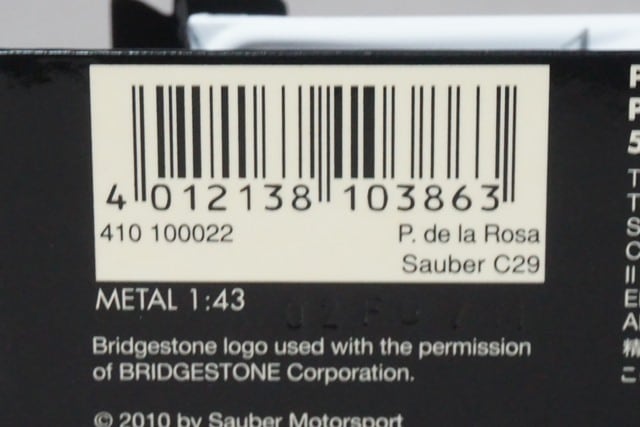 4 012138 103863
410 100022
P. de la Rosa
Sauber C29
METAL 1:43
Bridgestone logo used with the permission
of BRIDGESTONE Corporation.
© 2010 by Sauber Motorsport